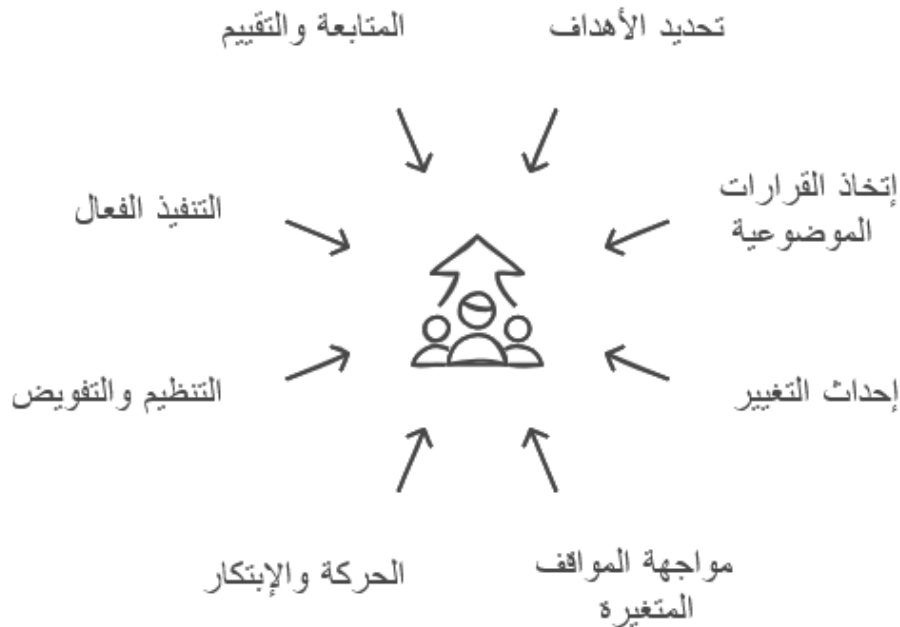 تحديد الأهداف
المتابعة والتقييم
إتخاذ القرارات
الموضوعية
التنفيذ الفعال
إحداث التغيير
التنظيم والتفويض
مواجهة المواقف
المتغيرة
الحركة والإبتكار